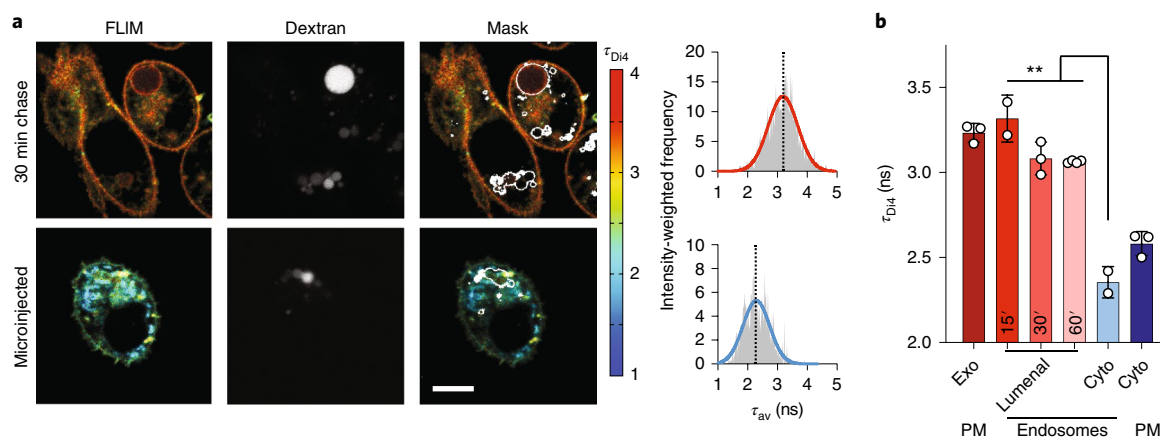 a
FLIM
Dextran
Mask
30 min chase
Microinjected
τDi4
4
3
2
1
Intensity-weighted frequency
20
15
10
5
0
1 2 3 4 5
10
8
6
4
2
0
1 2 3 4 5
τav (ns)
b
τDi4 (ns)
3.5
3.0
2.5
2.0
**
15′
30′
60′
Exo
Lumenal
Cyto
Cyto
PM
Endosomes
PM